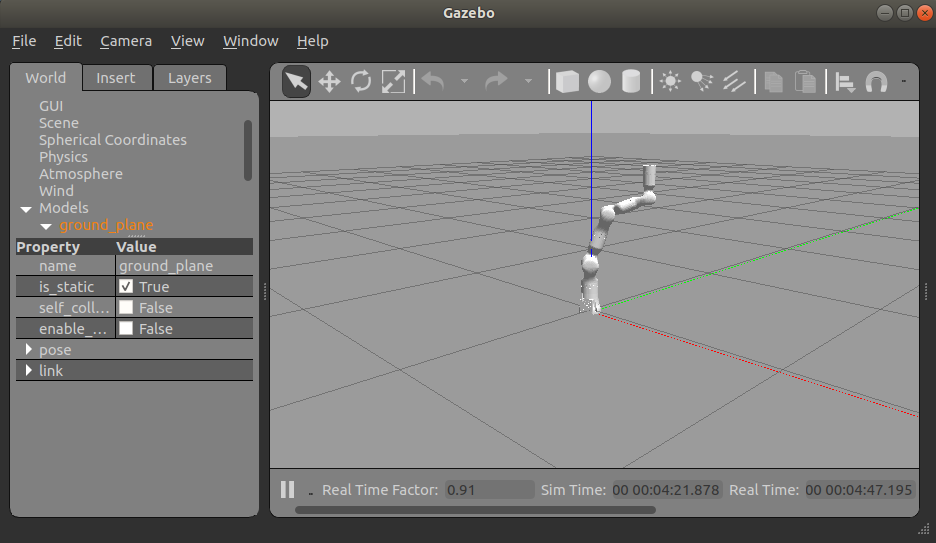 Gazebo
File Edit Camera View Window Help
World Insert Layers
GUI
Scene
Spherical Coordinates
Physics
Atmosphere
Wind
Models
ground_plane
Property Value
name ground_plane
is_static True
self_coll... False
enable_... False
pose
link
Real Time Factor: 0.91 Sim Time: 00 00:04:21.878 Real Time: 00 00:04:47.195